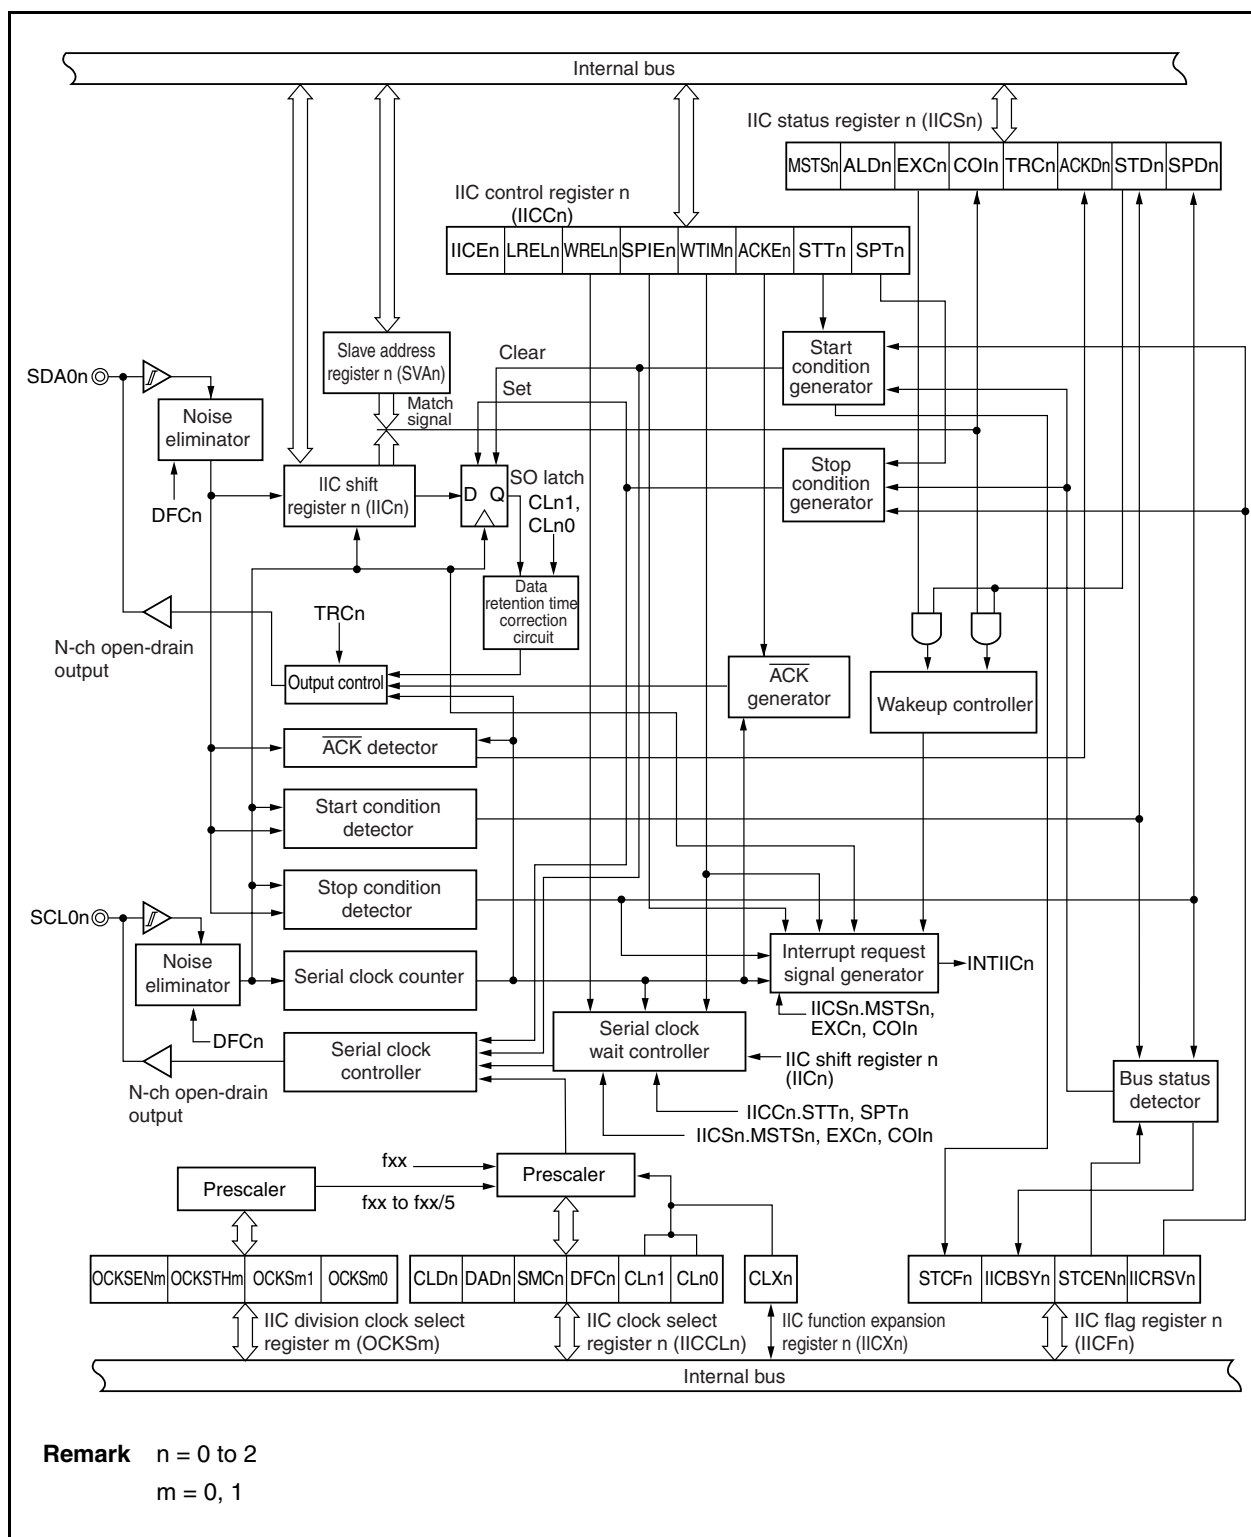 Internal bus
IIC status register n (IICSn)
MSTSn ALDn EXCn COIn TRCn ACKDn STDn SPDn
IIC control register n
(IICCn)
IICEn LRELn WRELn SPIEn WTIMn ACKEn STTn SPTn
Slave address
register n (SVAn)
Clear
Start
condition
generator
SDA0n
Set
Match
signal
Noise
eliminator
Stop
condition
generator
IIC shift
register n (IICn)
D Q
SO latch
CLn1,
CLn0
DFCn
Data
retention time
correction
circuit
TRCn
N-ch open-drain
output
Output control
ACK
generator
Wakeup controller
ACK detector
Start condition
detector
Stop condition
detector
SCL0n
Noise
eliminator
Serial clock counter
Interrupt request
signal generator
INTIICn
IICSn.MSTSn,
EXCn, COIn
DFCn
Serial clock
controller
Serial clock
wait controller
IIC shift register n
(IICn)
N-ch open-drain
output
Bus status
detector
IICCn.STTn, SPTn
IICSn.MSTSn, EXCn, COIn
Prescaler
fxx
fxx to fxx/5
Prescaler
OCKSENm OCKSTHm OCKSm1 OCKSm0
CLDn DADn SMCn DFCn CLn1 CLn0
CLXn
STCFn IICBSYn STCENn IICRSVn
IIC division clock select
register m (OCKSm)
IIC clock select
register n (IICCLn)
IIC function expansion
register n (IICXn)
IIC flag register n
(IICFn)
Internal bus
Remark n = 0 to 2
m = 0, 1